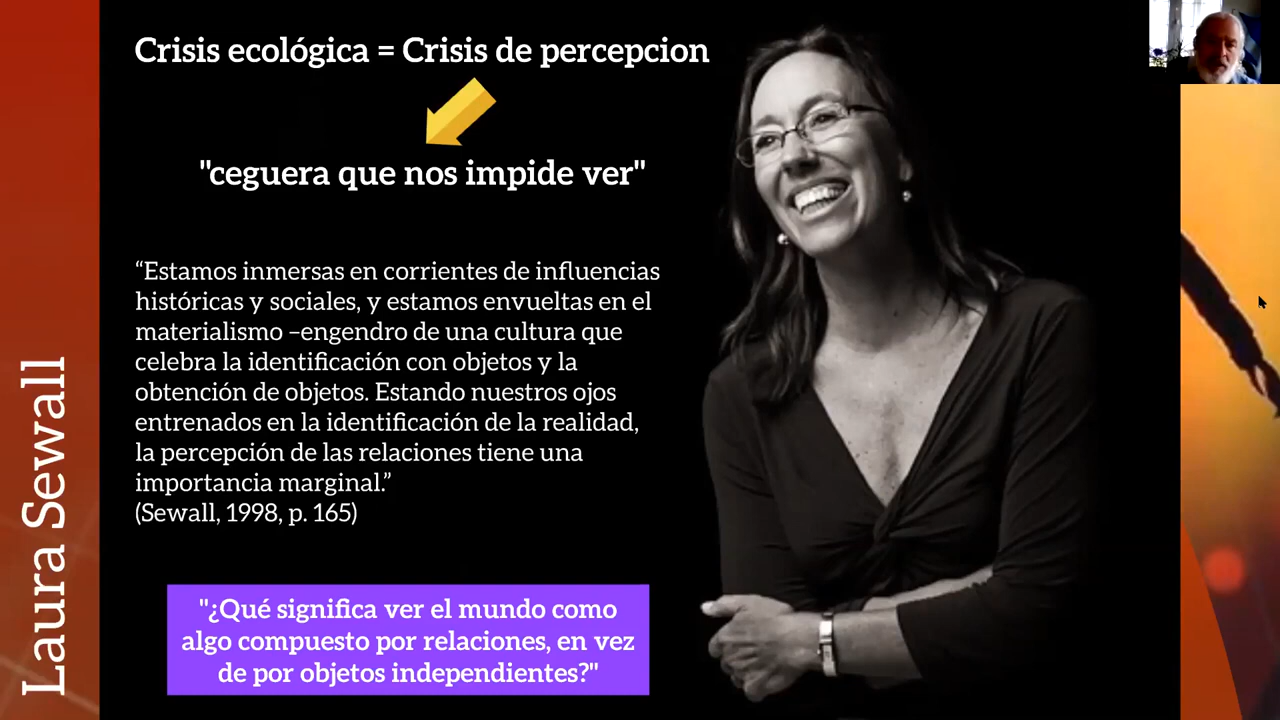 Crisis ecológica = Crisis de percepcion
"ceguera que nos impide ver"
“Estamos inmersas en corrientes de influencias
históricas y sociales, y estamos envueltas en el
materialismo –engendro de una cultura que
celebra la identificación con objetos y la
obtención de objetos. Estando nuestros ojos
entrenados en la identificación de la realidad,
la percepción de las relaciones tiene una
importancia marginal.”
(Sewall, 1998, p. 165)
"¿Qué significa ver el mundo como
algo compuesto por relaciones, en vez
de por objetos independientes?"
Laura Sewall